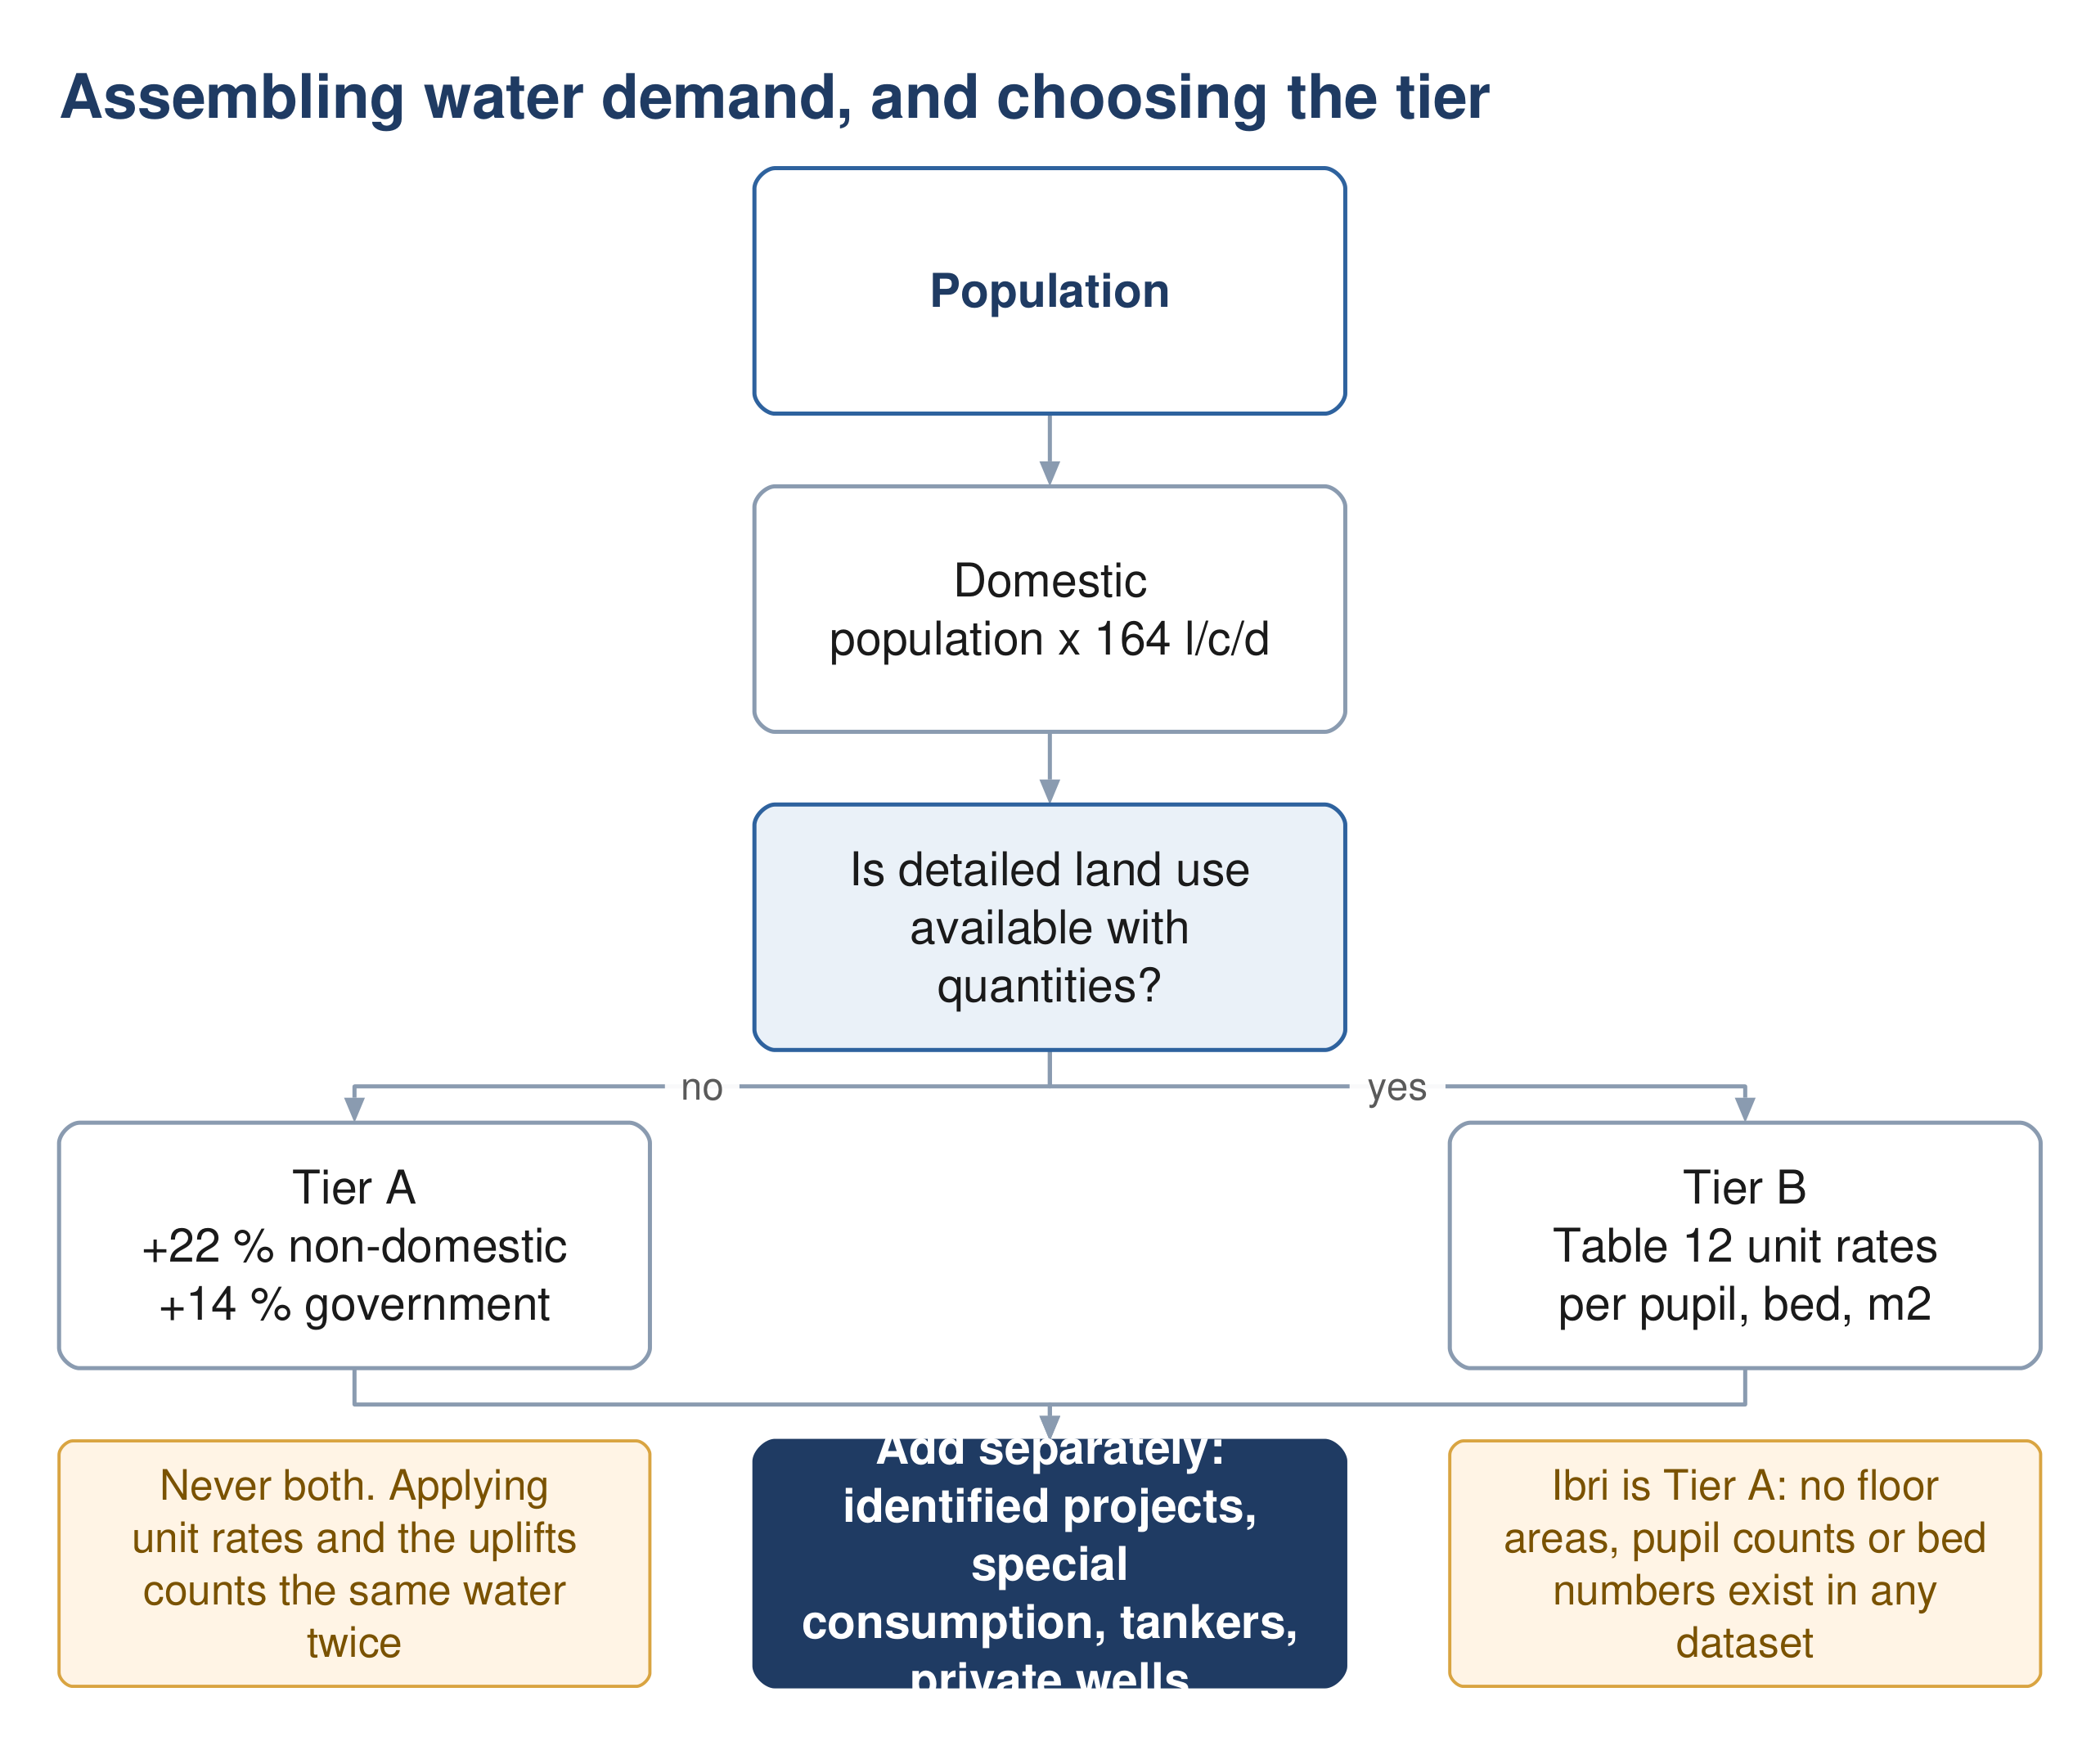 Assembling water demand, and choosing the tier
Population
Domestic
population x 164 l/c/d
Is detailed land use
available with
quantities?
no
yes
Tier A
+22 % non-domestic
+14 % government
Tier B
Table 12 unit rates
per pupil, bed, m2
Never both. Applying
unit rates and the uplifts
counts the same water
twice
Add separately:
identified projects,
special
consumption, tankers,
private wells
Ibri is Tier A: no floor
areas, pupil counts or bed
numbers exist in any
dataset